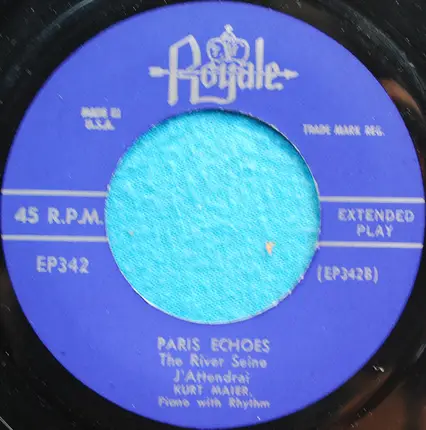 Royale
MADE IN
U.S.A.
TRADE MARK REG.
45 R.P.M.
EXTENDED
PLAY
EP342
(EP342B)
PARIS ECHOES
The River Seine
J'Attendrai
KURT MAIER,
Piano with Rhythm